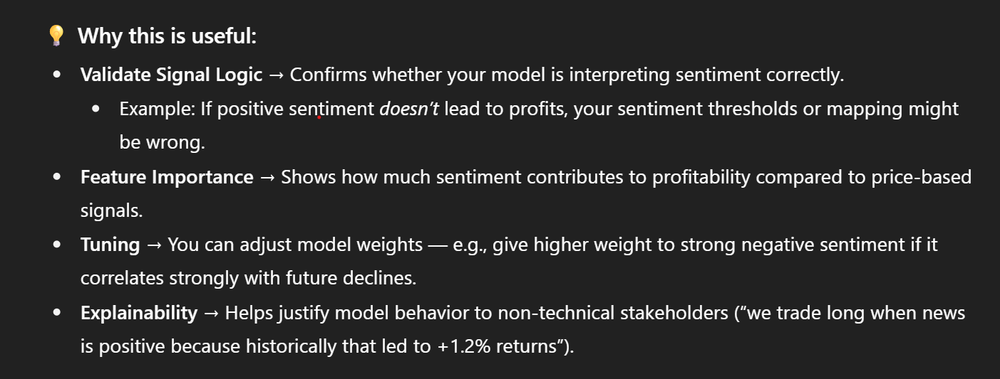 💡 Why this is useful:
• Validate Signal Logic → Confirms whether your model is interpreting sentiment correctly.
• Example: If positive sentiment doesn’t lead to profits, your sentiment thresholds or mapping might
be wrong.
• Feature Importance → Shows how much sentiment contributes to profitability compared to price-based
signals.
• Tuning → You can adjust model weights — e.g., give higher weight to strong negative sentiment if it
correlates strongly with future declines.
• Explainability → Helps justify model behavior to non-technical stakeholders (“we trade long when news
is positive because historically that led to +1.2% returns”).